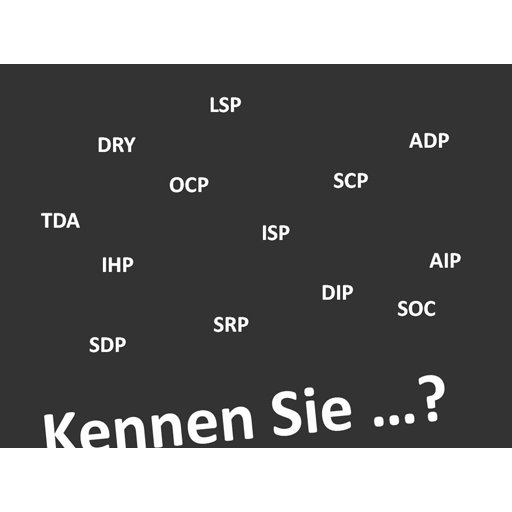 LSP
DRY
ADP
OCP
SCP
TDA
ISP
IHP
AIP
DIP
SOC
SRP
SDP
Kennen Sie ...?